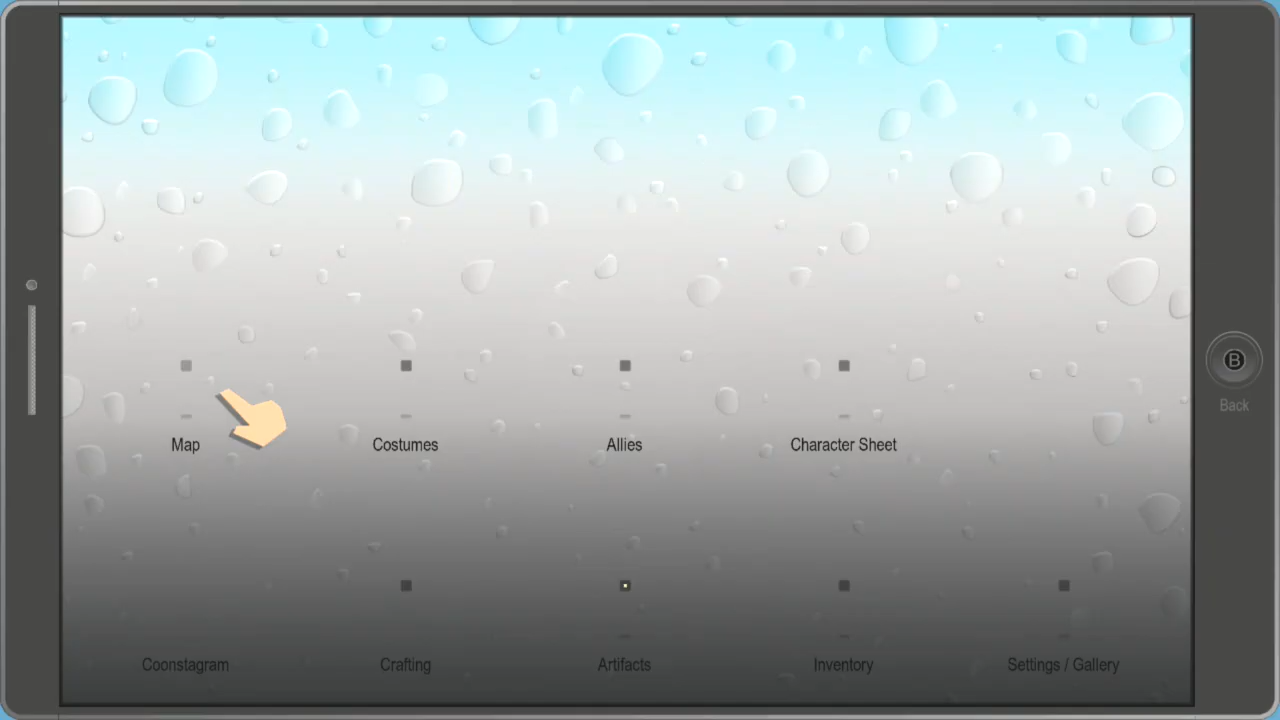 B
Back
Map
Costumes
Allies
Character Sheet
Coonstagram
Crafting
Artifacts
Inventory
Settings / Gallery